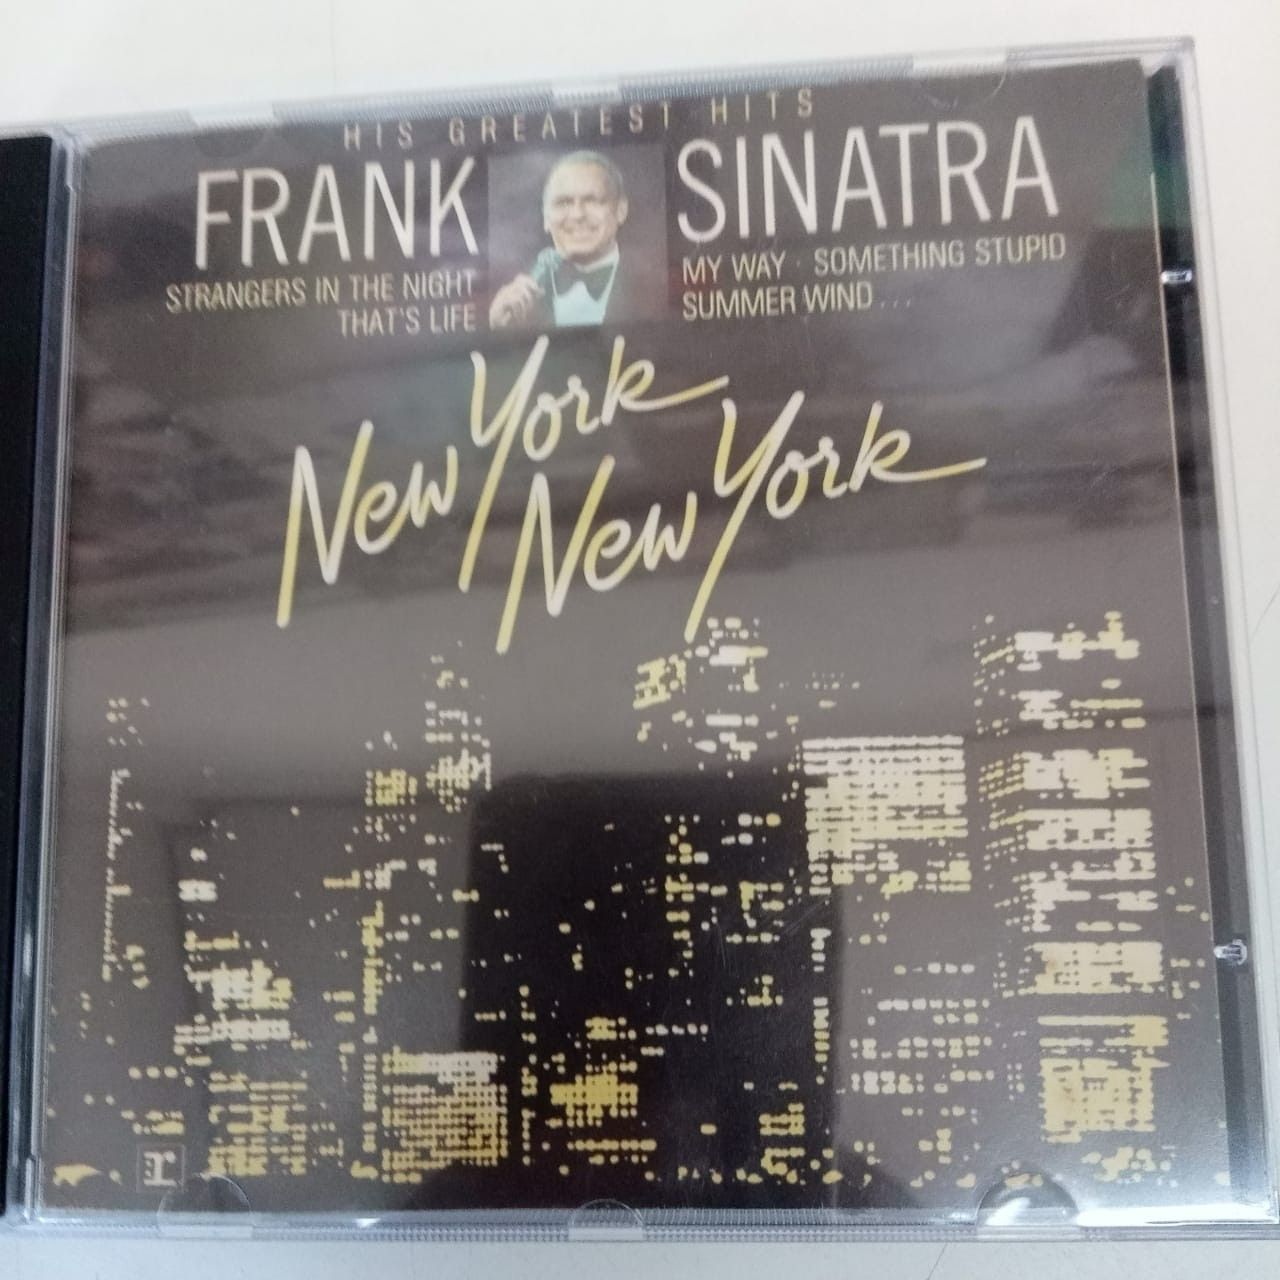 HIS GREATEST HITS
FRANK SINATRA
STRANGERS IN THE NIGHT
THAT'S LIFE
MY WAY · SOMETHING STUPID
SUMMER WIND...
New York
New York
r